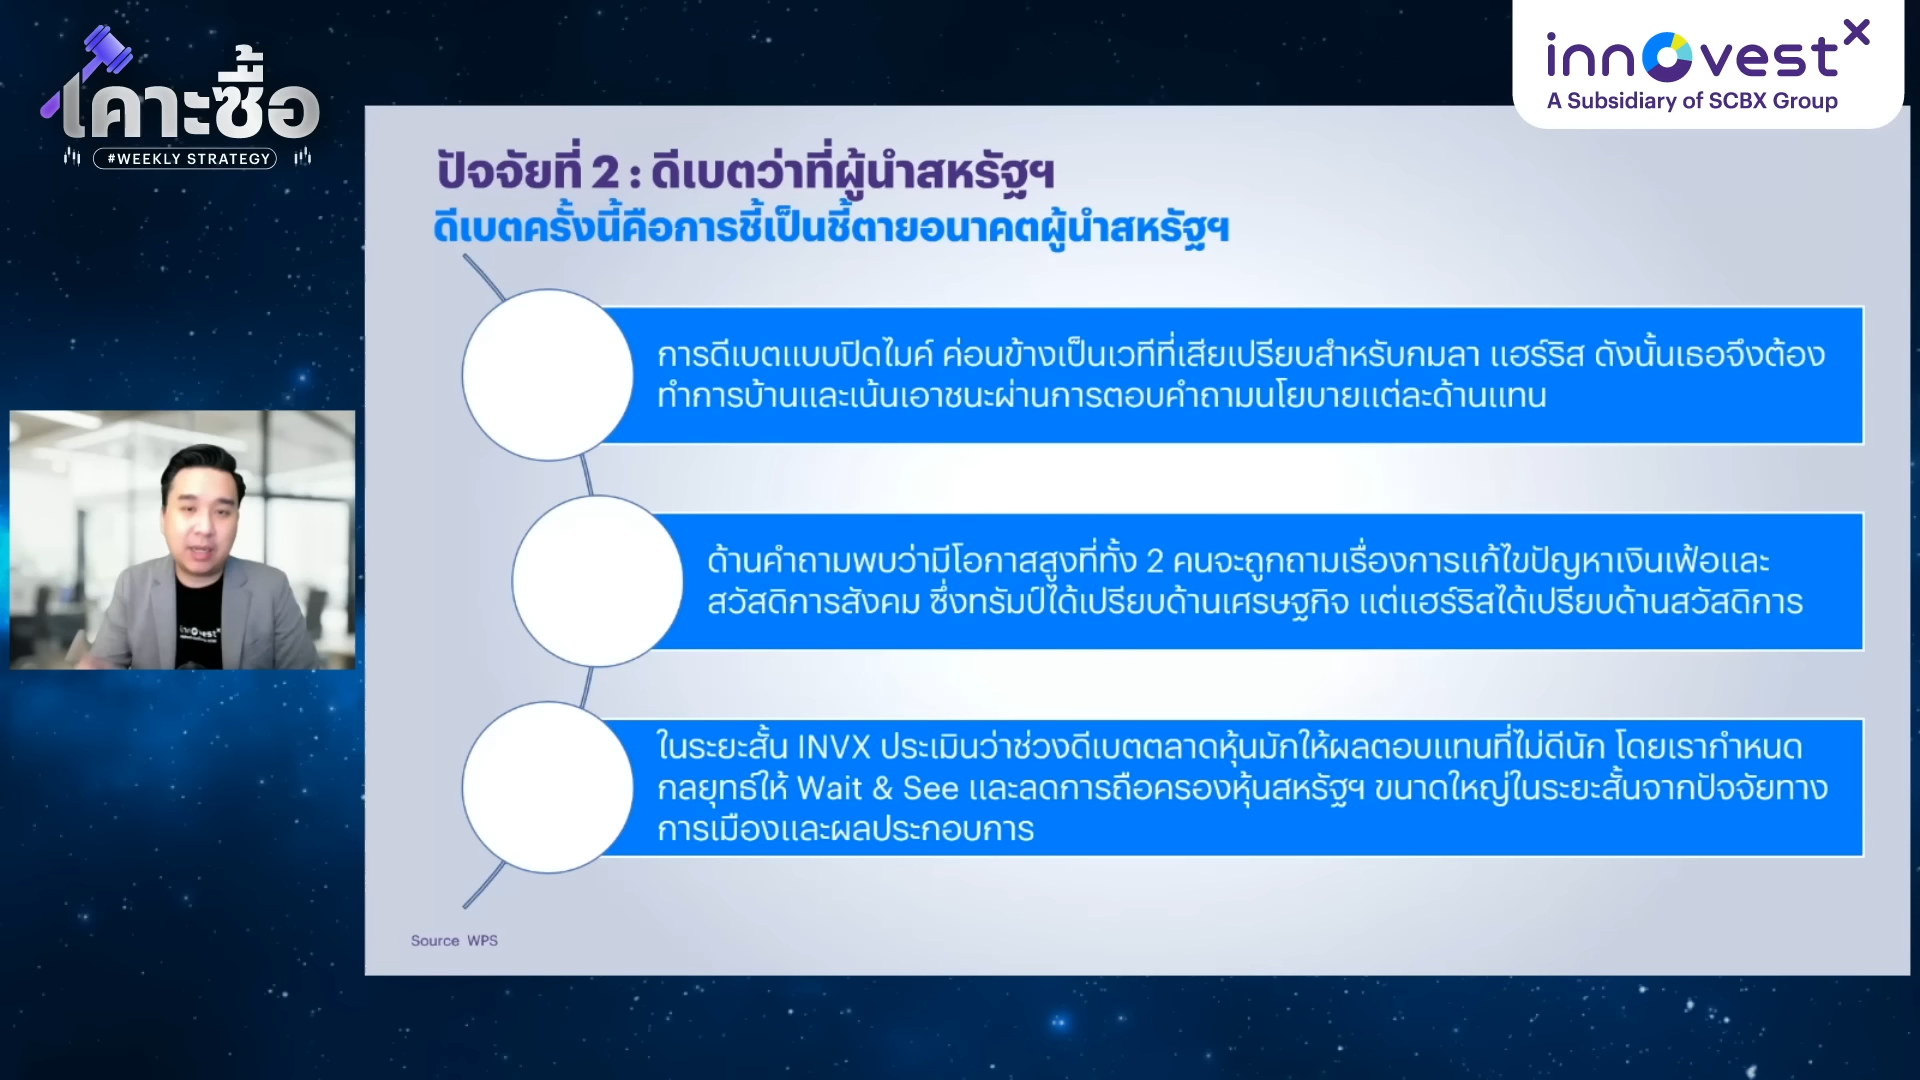 เคาะซื้อ
#WEEKLY STRATEGY
innovestx
A Subsidiary of SCBX Group
ปัจจัยที่ 2 : ดีเบตว่าที่ผู้นำสหรัฐฯ
ดีเบตครั้งนี้คือการชี้เป็นชี้ตายอนาคตผู้นำสหรัฐฯ
การดีเบตแบบปิดไมค์ ค่อนข้างเป็นเวทีที่เสียเปรียบสำหรับกมลา แฮร์ริส ดังนั้นเธอจึงต้อง
ทำการบ้านและเน้นเอาชนะผ่านการตอบคำถามนโยบายแต่ละด้านแทน
ด้านคำถามพบว่ามีโอกาสสูงที่ทั้ง 2 คนจะถูกถามเรื่องการแก้ไขปัญหาเงินเฟ้อและ
สวัสดิการสังคม ซึ่งทรัมป์ได้เปรียบด้านเศรษฐกิจ แต่แฮร์ริสได้เปรียบด้านสวัสดิการ
ในระยะสั้น INVX ประเมินว่าช่วงดีเบตตลาดหุ้นมักให้ผลตอบแทนที่ไม่ดีนัก โดยเรากำหนด
กลยุทธ์ให้ Wait & See และลดการถือครองหุ้นสหรัฐฯ ขนาดใหญ่ในระยะสั้นจากปัจจัยทาง
การเมืองและผลประกอบการ
Source WPS
innovestx